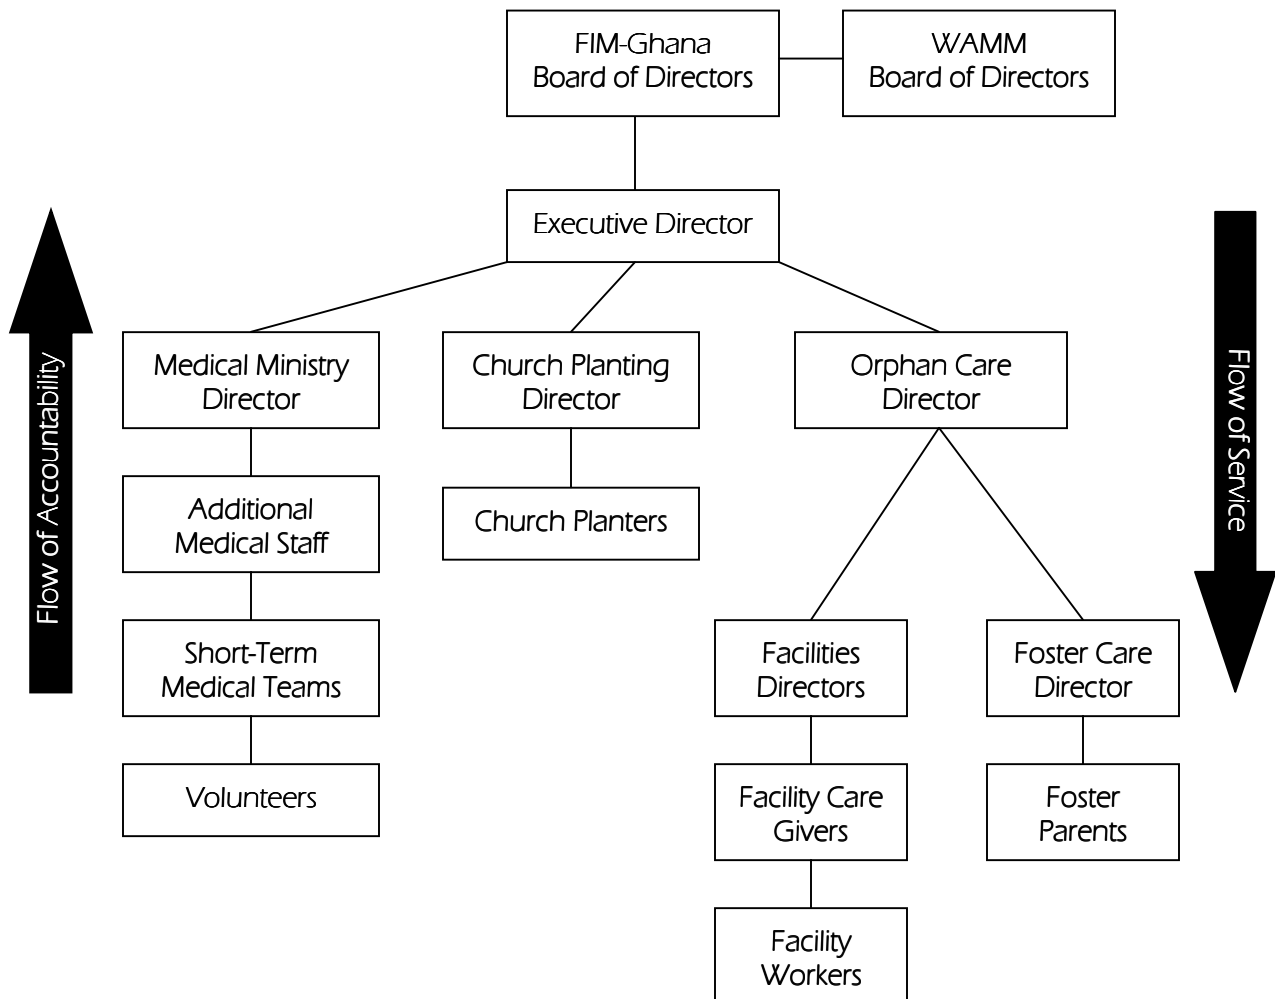 FIM-Ghana
Board of Directors
WAMM
Board of Directors
Executive Director
Flow of Accountability
Medical Ministry
Director
Church Planting
Director
Orphan Care
Director
Flow of Service
Additional
Medical Staff
Church Planters
Short-Term
Medical Teams
Facilities
Directors
Foster Care
Director
Volunteers
Facility Care
Givers
Foster
Parents
Facility
Workers